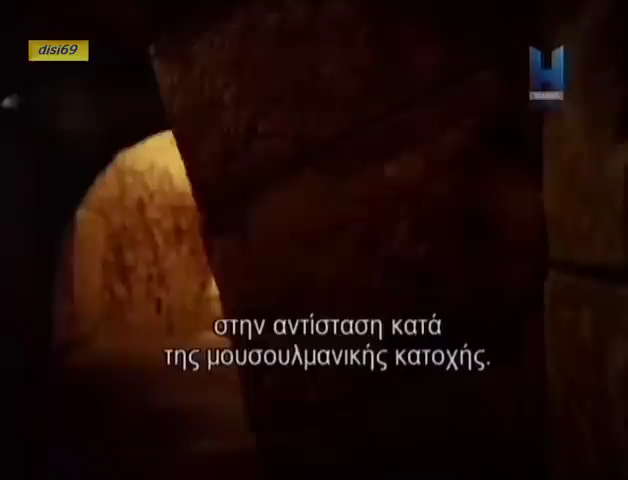 disi69
στην αντίσταση κατά
της μουσουλμανικής κατοχής.